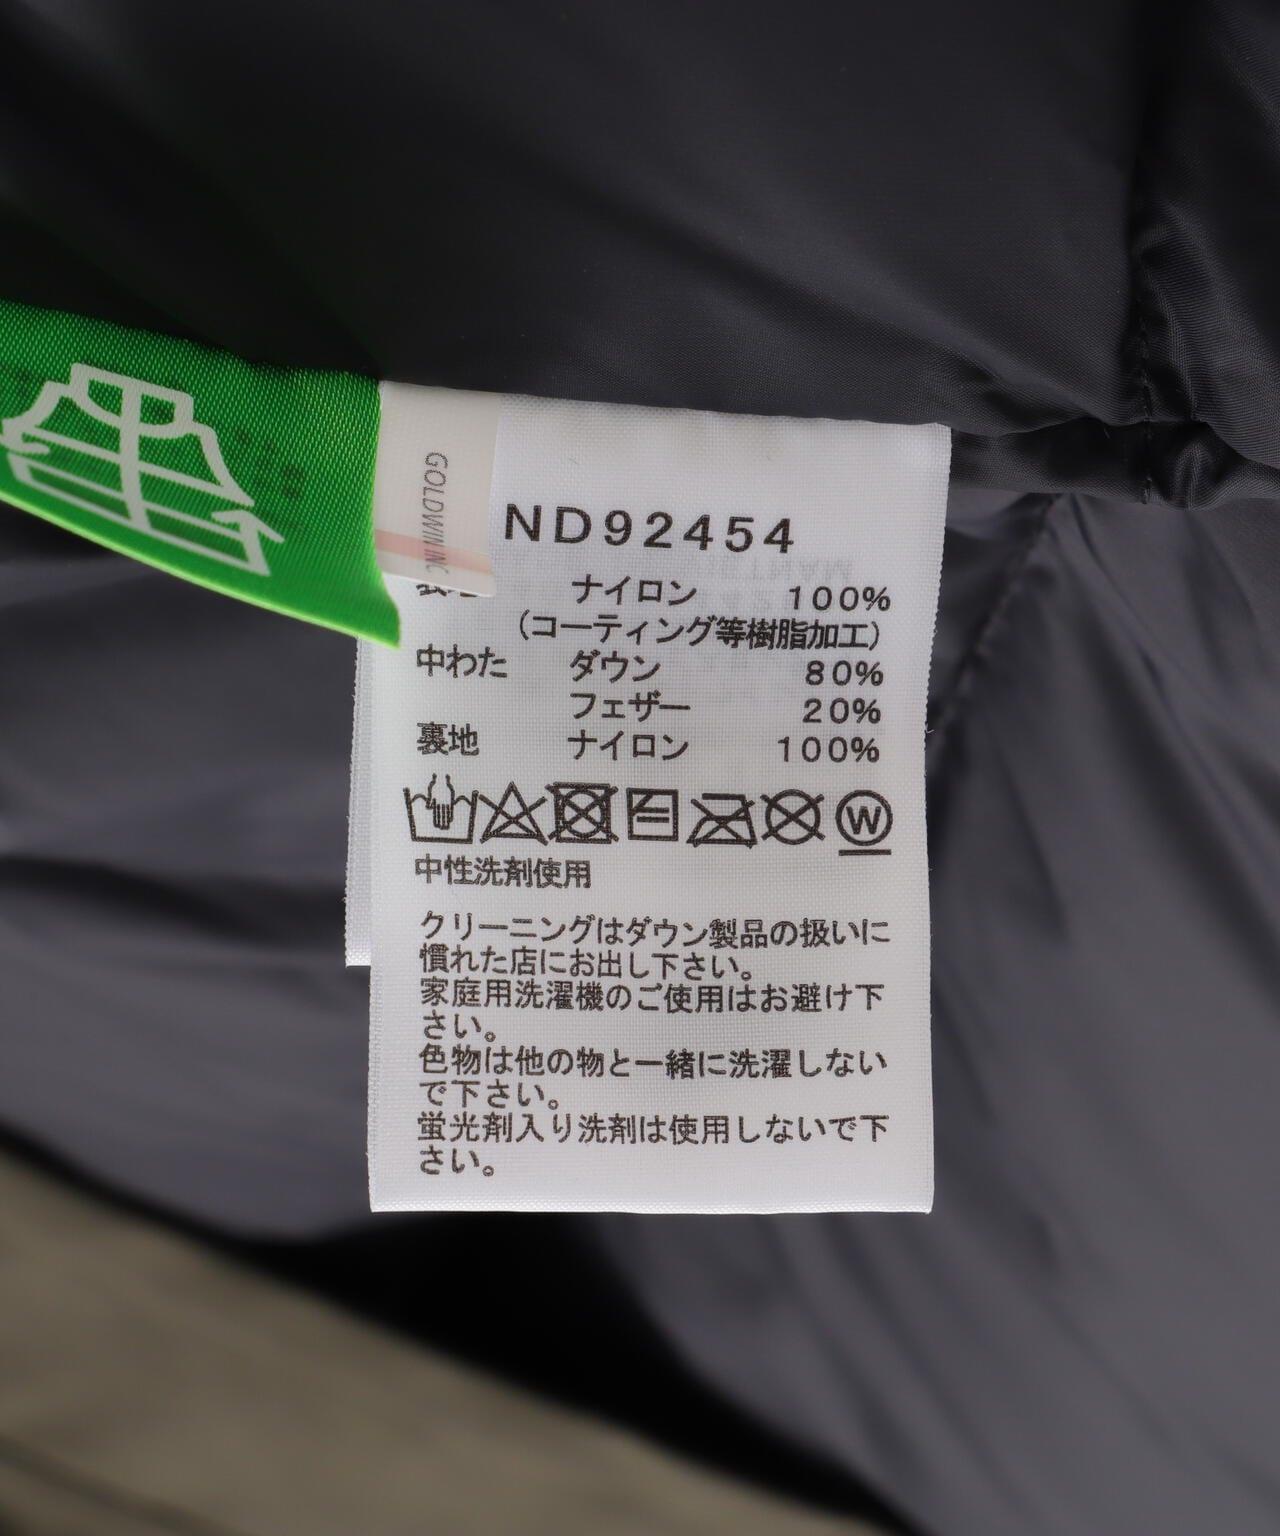 GOLDWIN INC
ND92454
ナイロン 100%
(コーティング等樹脂加工)
中わた ダウン 80%
フェザー 20%
裏地 ナイロン 100%
W
中性洗剤使用
クリーニングはダウン製品の扱いに
慣れた店にお出し下さい。
家庭用洗濯機のご使用はお避け下
さい。
色物は他の物と一緒に洗濯しない
で下さい。
蛍光剤入り洗剤は使用しないで下
さい。